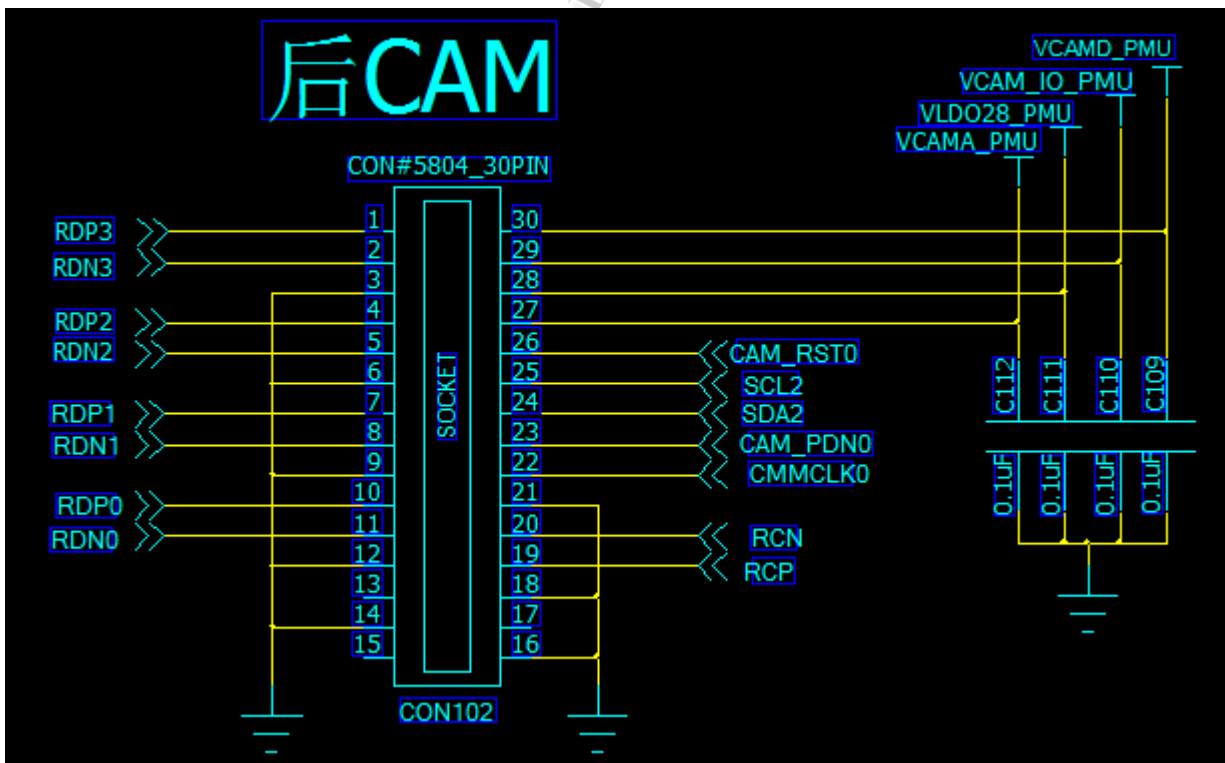 后CAM
VCAMD_PMU
VCAM_IO_PMU
VLDO28_PMU
VCAMA_PMU
CON#5804_30PIN
RDP3 1 30
RDN3 2 29
3 28
RDP2 4 27
RDN2 5 26 CAM_RST0
6 25 SCL2
RDP1 7 24 SDA2
RDN1 8 23 CAM_PDN0
9 22 CMMCLK0
RDP0 10 21
RDN0 11 20 RCN
12 19 RCP
13 18
14 17
15 16
SOCKET
C112 C111 C110 C109
0.1uF 0.1uF 0.1uF 0.1uF
CON102